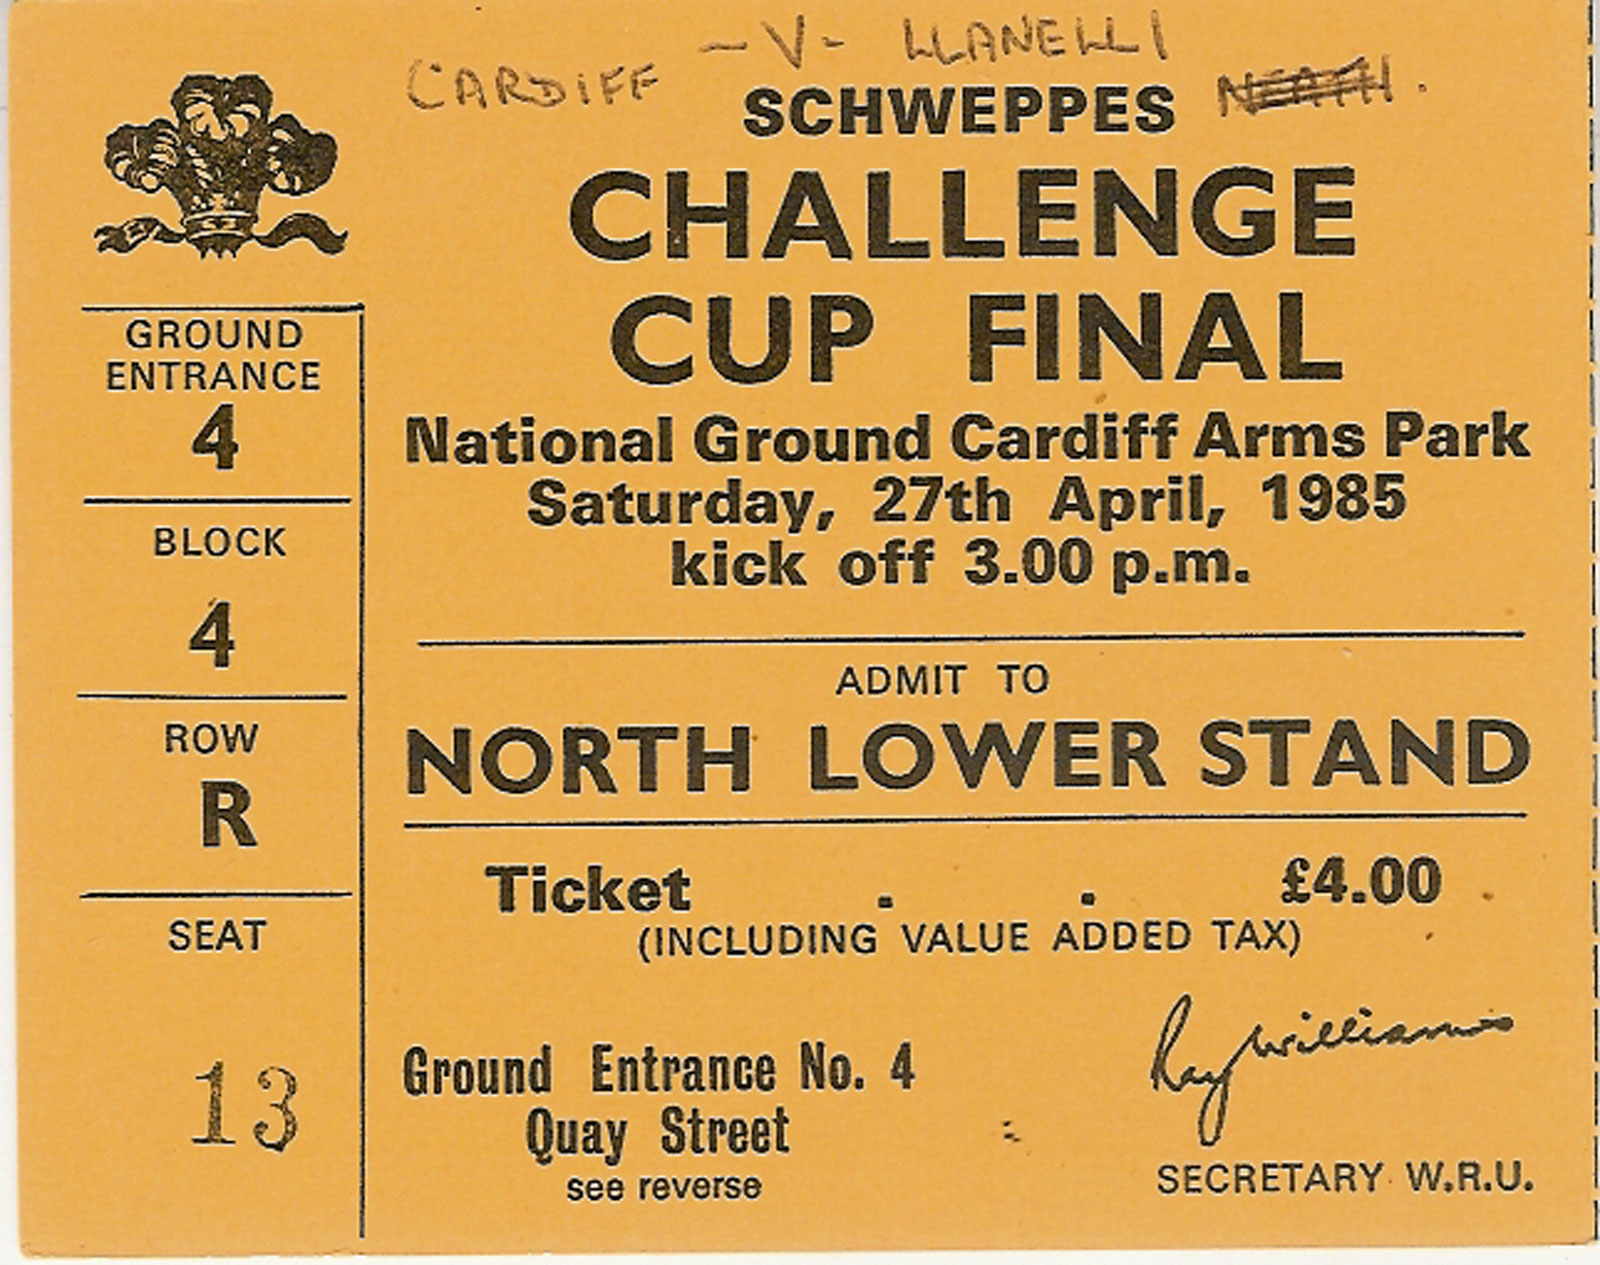 CARDIFF - V - LLANELLI
NEATH.
SCHWEPPES
CHALLENGE
CUP FINAL
National Ground Cardiff Arms Park
Saturday, 27th April, 1985
kick off 3.00 p.m.
ADMIT TO
NORTH LOWER STAND
Ticket . . £4.00
(INCLUDING VALUE ADDED TAX)
Ground Entrance No. 4
Quay Street
see reverse
Ray Williams
SECRETARY W.R.U.
GROUND
ENTRANCE
4
BLOCK
4
ROW
R
SEAT
13